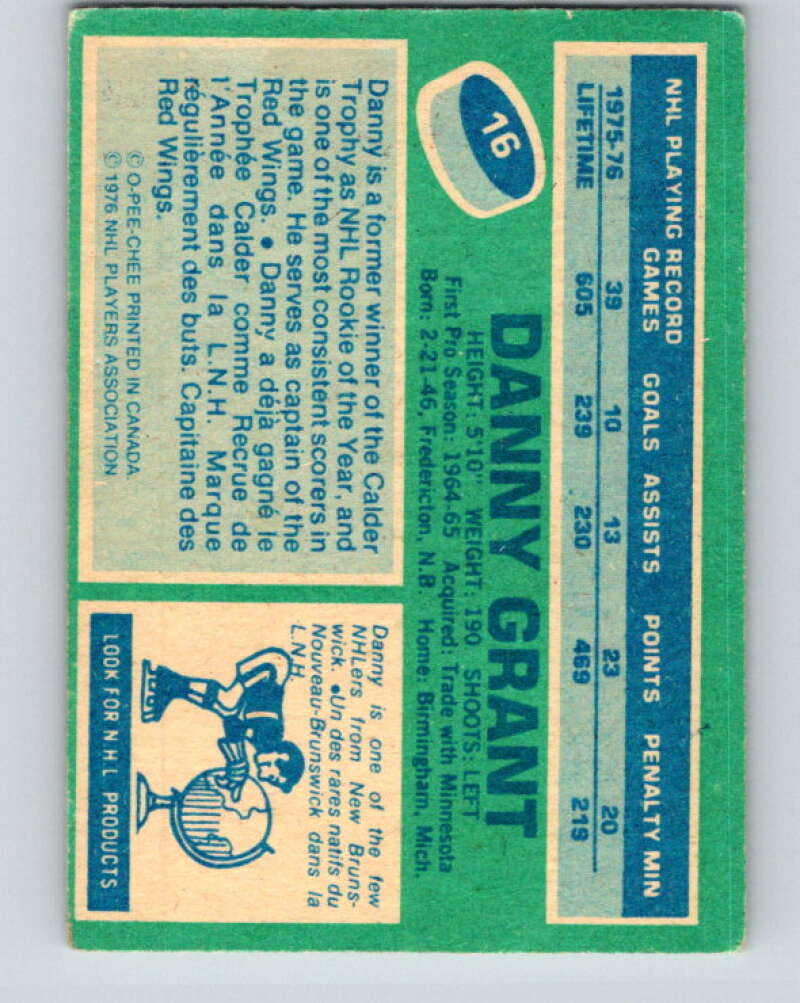 NHL PLAYING RECORD
GAMES GOALS ASSISTS POINTS PENALTY MIN
1975-76 39 10 13 23 20
LIFETIME 605 239 230 469 219
16
DANNY GRANT
HEIGHT: 5'10" WEIGHT: 190 SHOOTS: LEFT
First Pro Season: 1964-65 Acquired: Trade with Minnesota
Born: 2-21-46, Fredericton, N.B. Home: Birmingham, Mich.
Danny is a former winner of the Calder
Trophy as NHL Rookie of the Year, and
is one of the most consistent scorers in
the game. He serves as captain of the
Red Wings. ● Danny a déjà gagné le
Trophée Calder comme Recrue de
l'Année dans la L.N.H. Marque
régulièrement des buts. Capitaine des
Red Wings.
© O-PEE-CHEE PRINTED IN CANADA.
© 1976 NHL PLAYERS ASSOCIATION
Danny is one of the few
NHLers from New Bruns-
wick. ●Un des rares natifs du
Nouveau-Brunswick dans la
L.N.H.
LOOK FOR N.H.L PRODUCTS